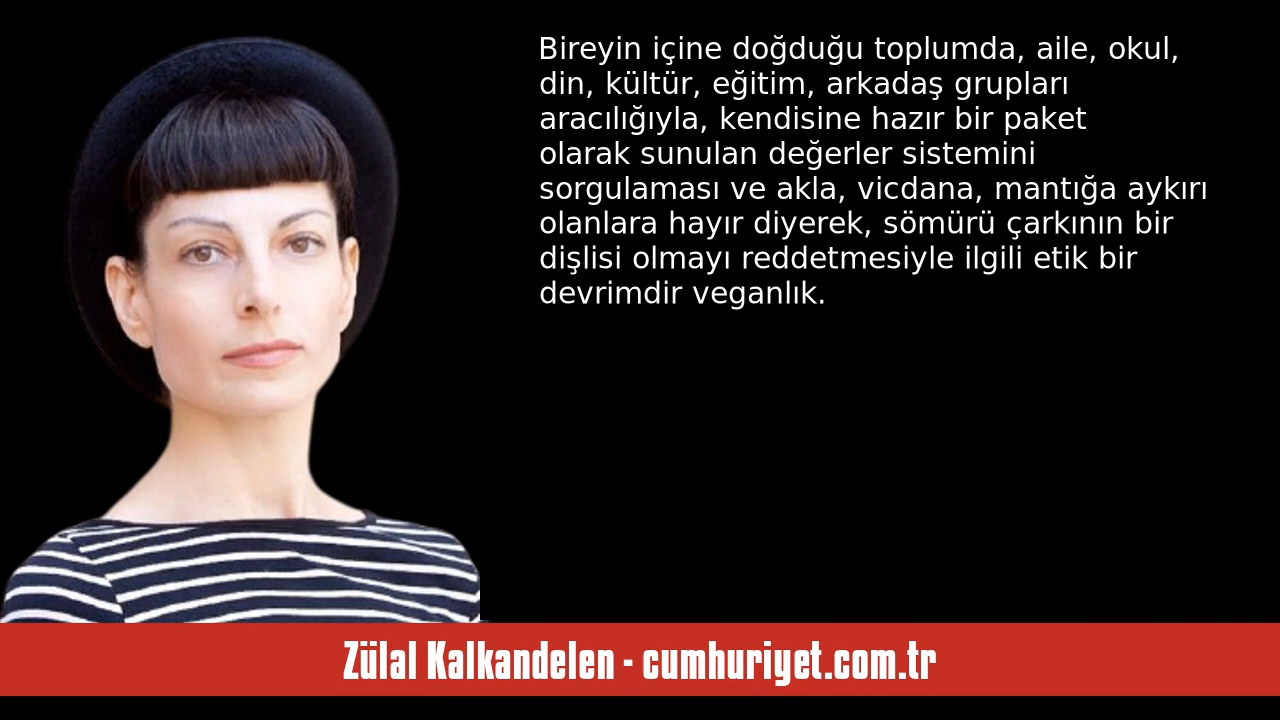 Bireyin içine doğduğu toplumda, aile, okul,
din, kültür, eğitim, arkadaş grupları
aracılığıyla, kendisine hazır bir paket
olarak sunulan değerler sistemini
sorgulaması ve akla, vicdana, mantığa aykırı
olanlara hayır diyerek, sömürü çarkının bir
dişlisi olmayı reddetmesiyle ilgili etik bir
devrimdir veganlık.
Zülal Kalkandelen - cumhuriyet.com.tr